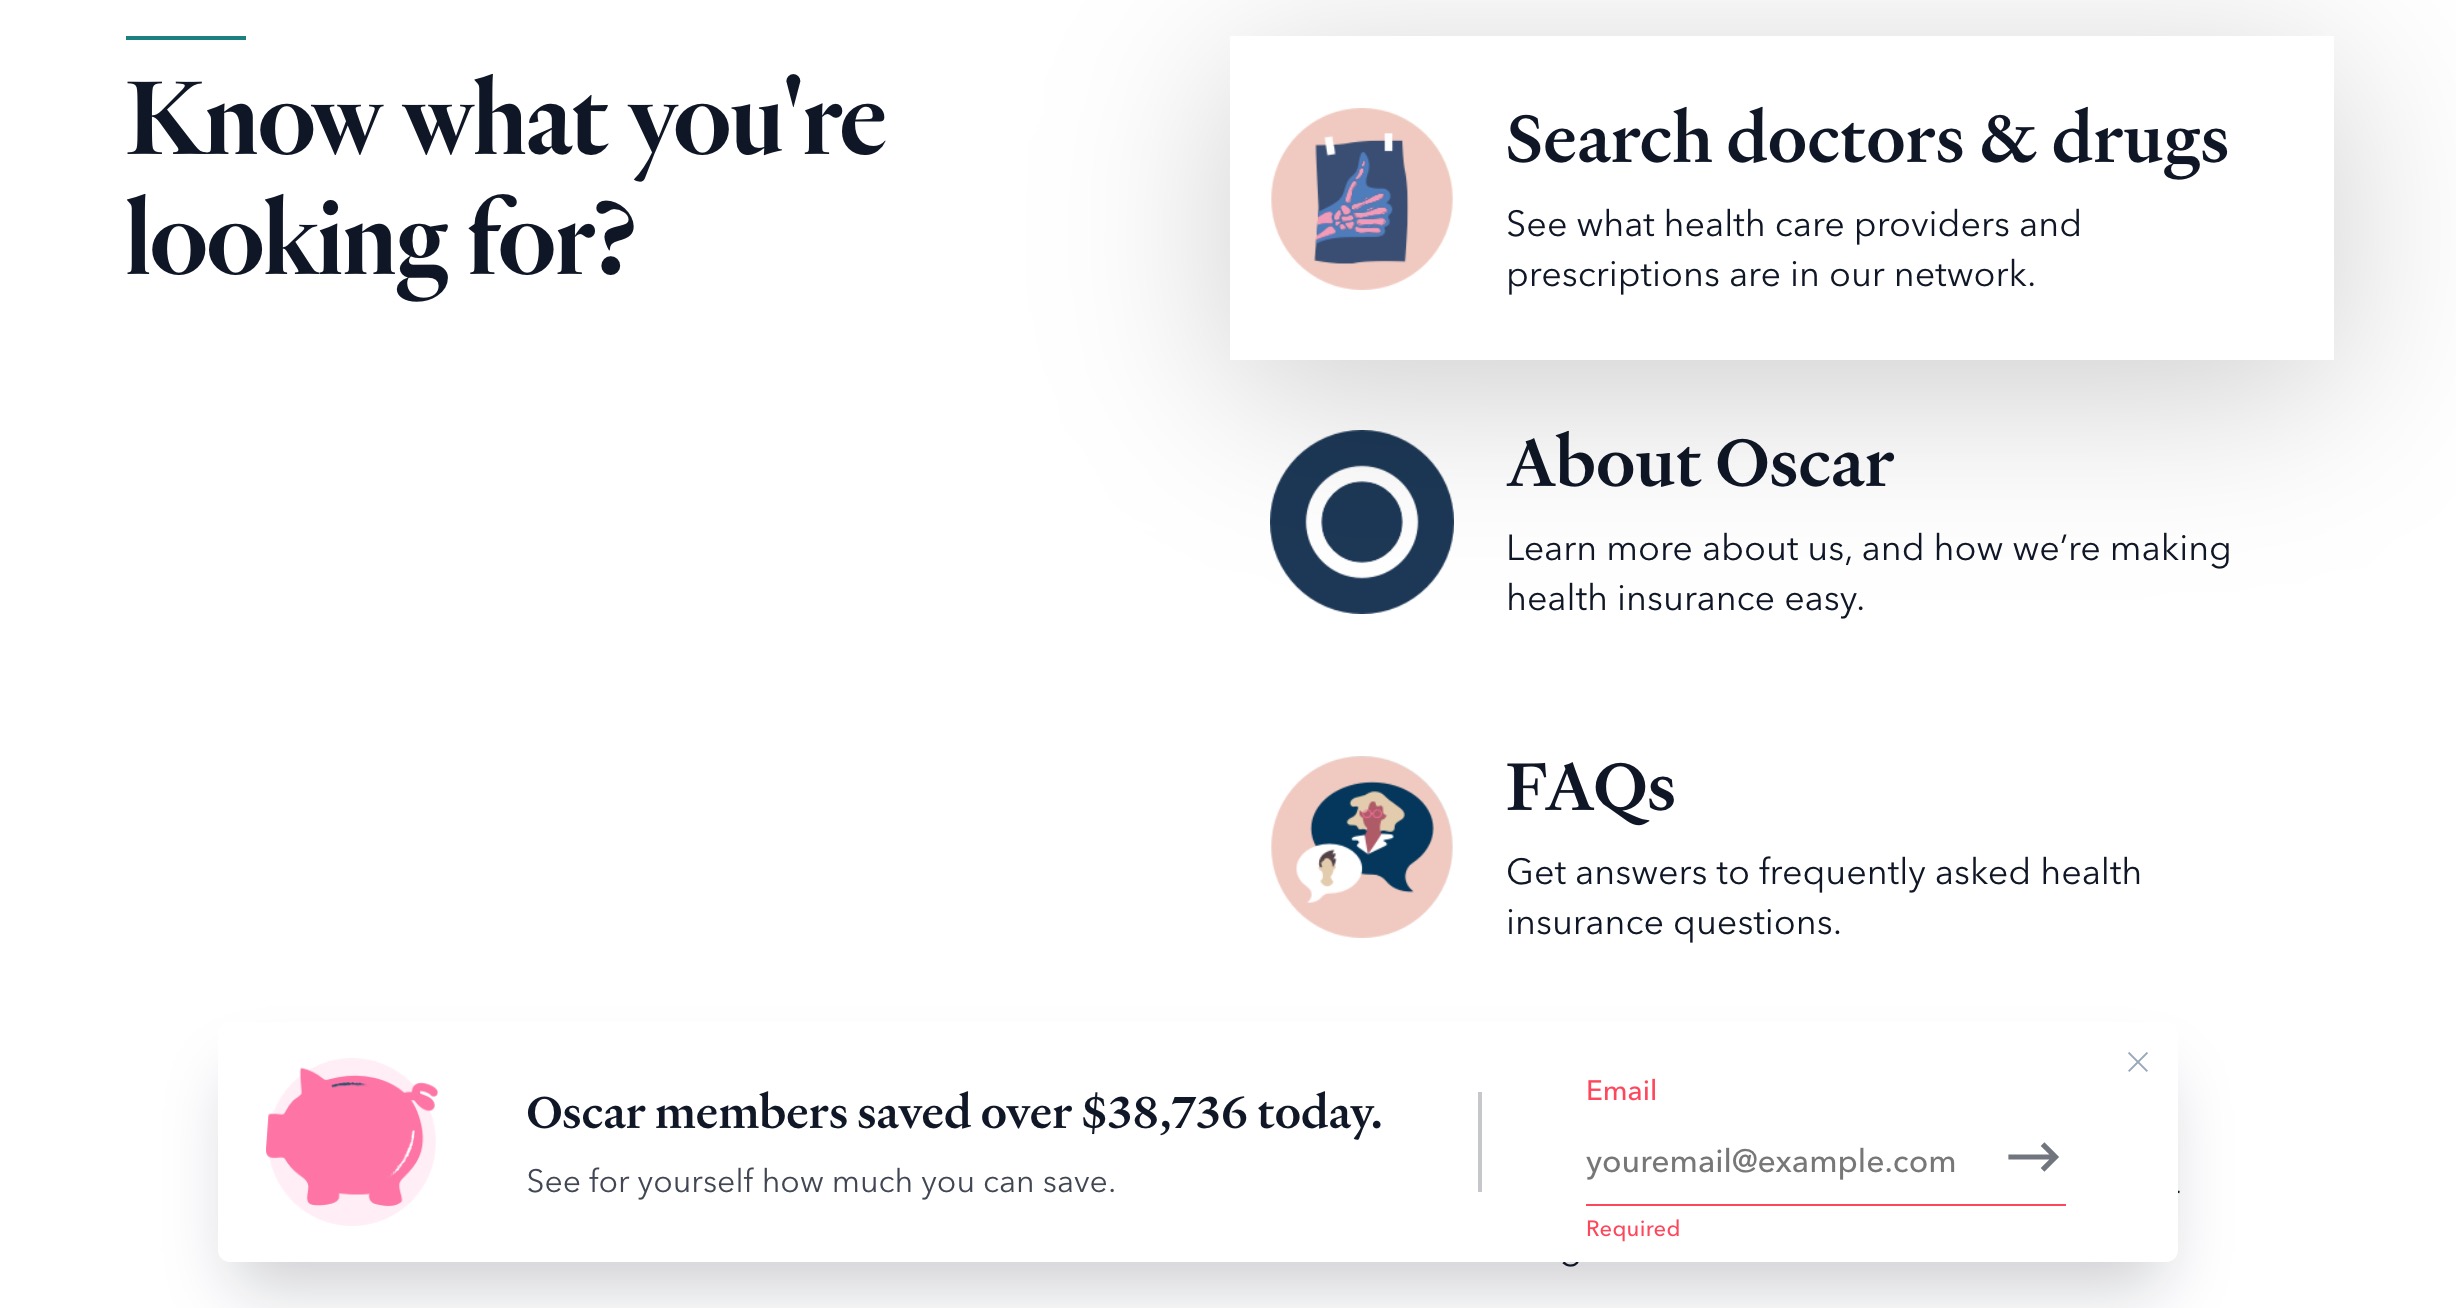 Know what you're
looking for?
Search doctors & drugs
See what health care providers and
prescriptions are in our network.
About Oscar
Learn more about us, and how we’re making
health insurance easy.
FAQs
Get answers to frequently asked health
insurance questions.
Oscar members saved over $38,736 today.
See for yourself how much you can save.
Email
youremail@example.com
Required